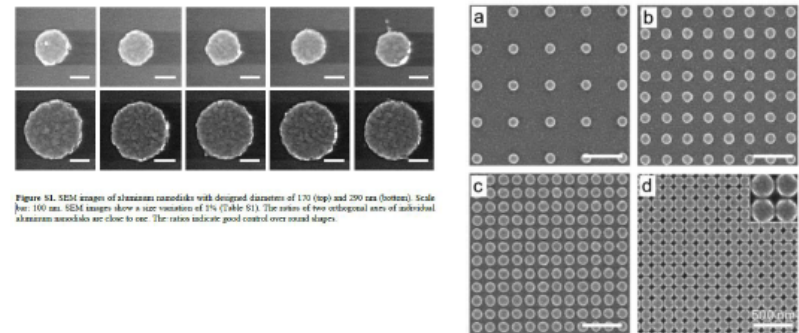 Figure S1. SEM images of aluminum nanodisks with designed diameters of 170 (top) and 290 nm (bottom). Scale
bar: 100 nm. SEM images show a size variation of 1% (Table S1). The ratios of two orthogonal axes of individual
aluminum nanodisks are close to one. The ratios indicate good control over round shapes.
a
b
c
d
500 nm